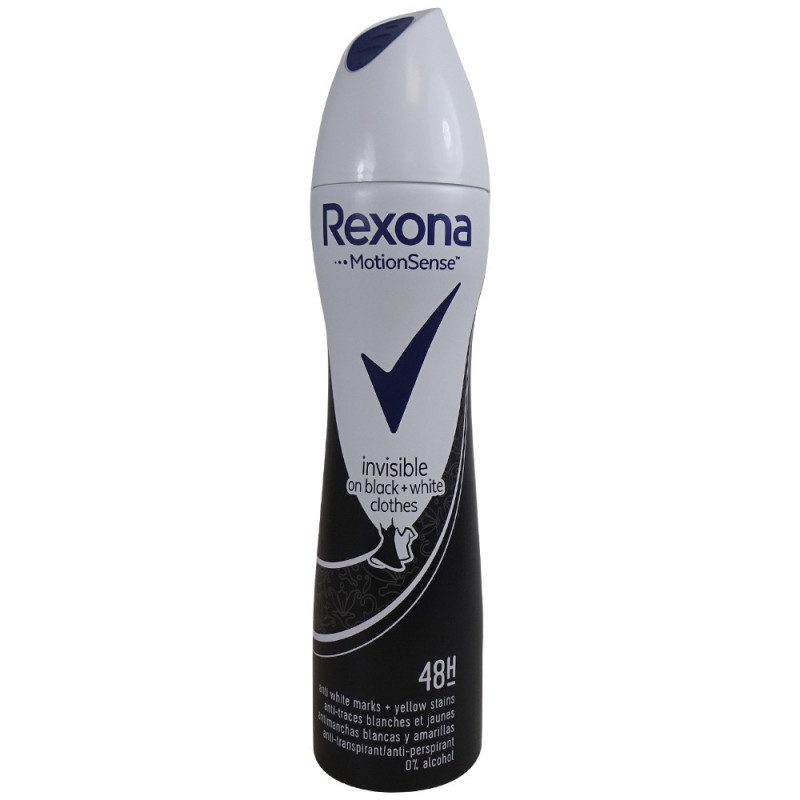 Rexona
MotionSense™
invisible
on black + white
clothes
48H
anti white marks + yellow stains
anti-traces blanches et jaunes
antimanchas blancas y amarillas
anti-transpirant/anti-perspirant
0% alcohol